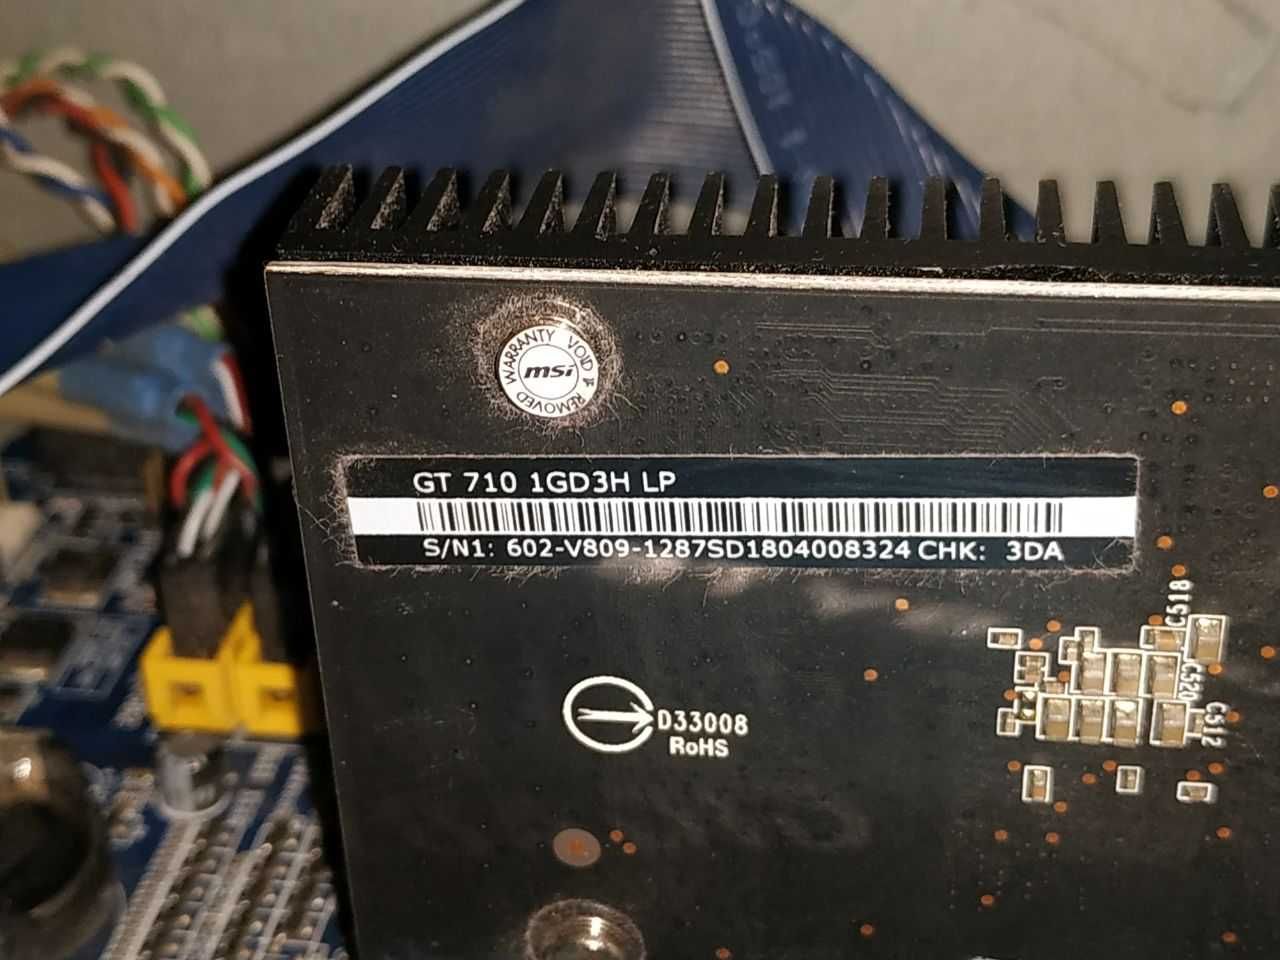 WARRANTY VOID IF REMOVED
msi
GT 710 1GD3H LP
S/N1: 602-V809-1287SD1804008324 CHK: 3DA
C518
C520
C512
D33008
RoHS